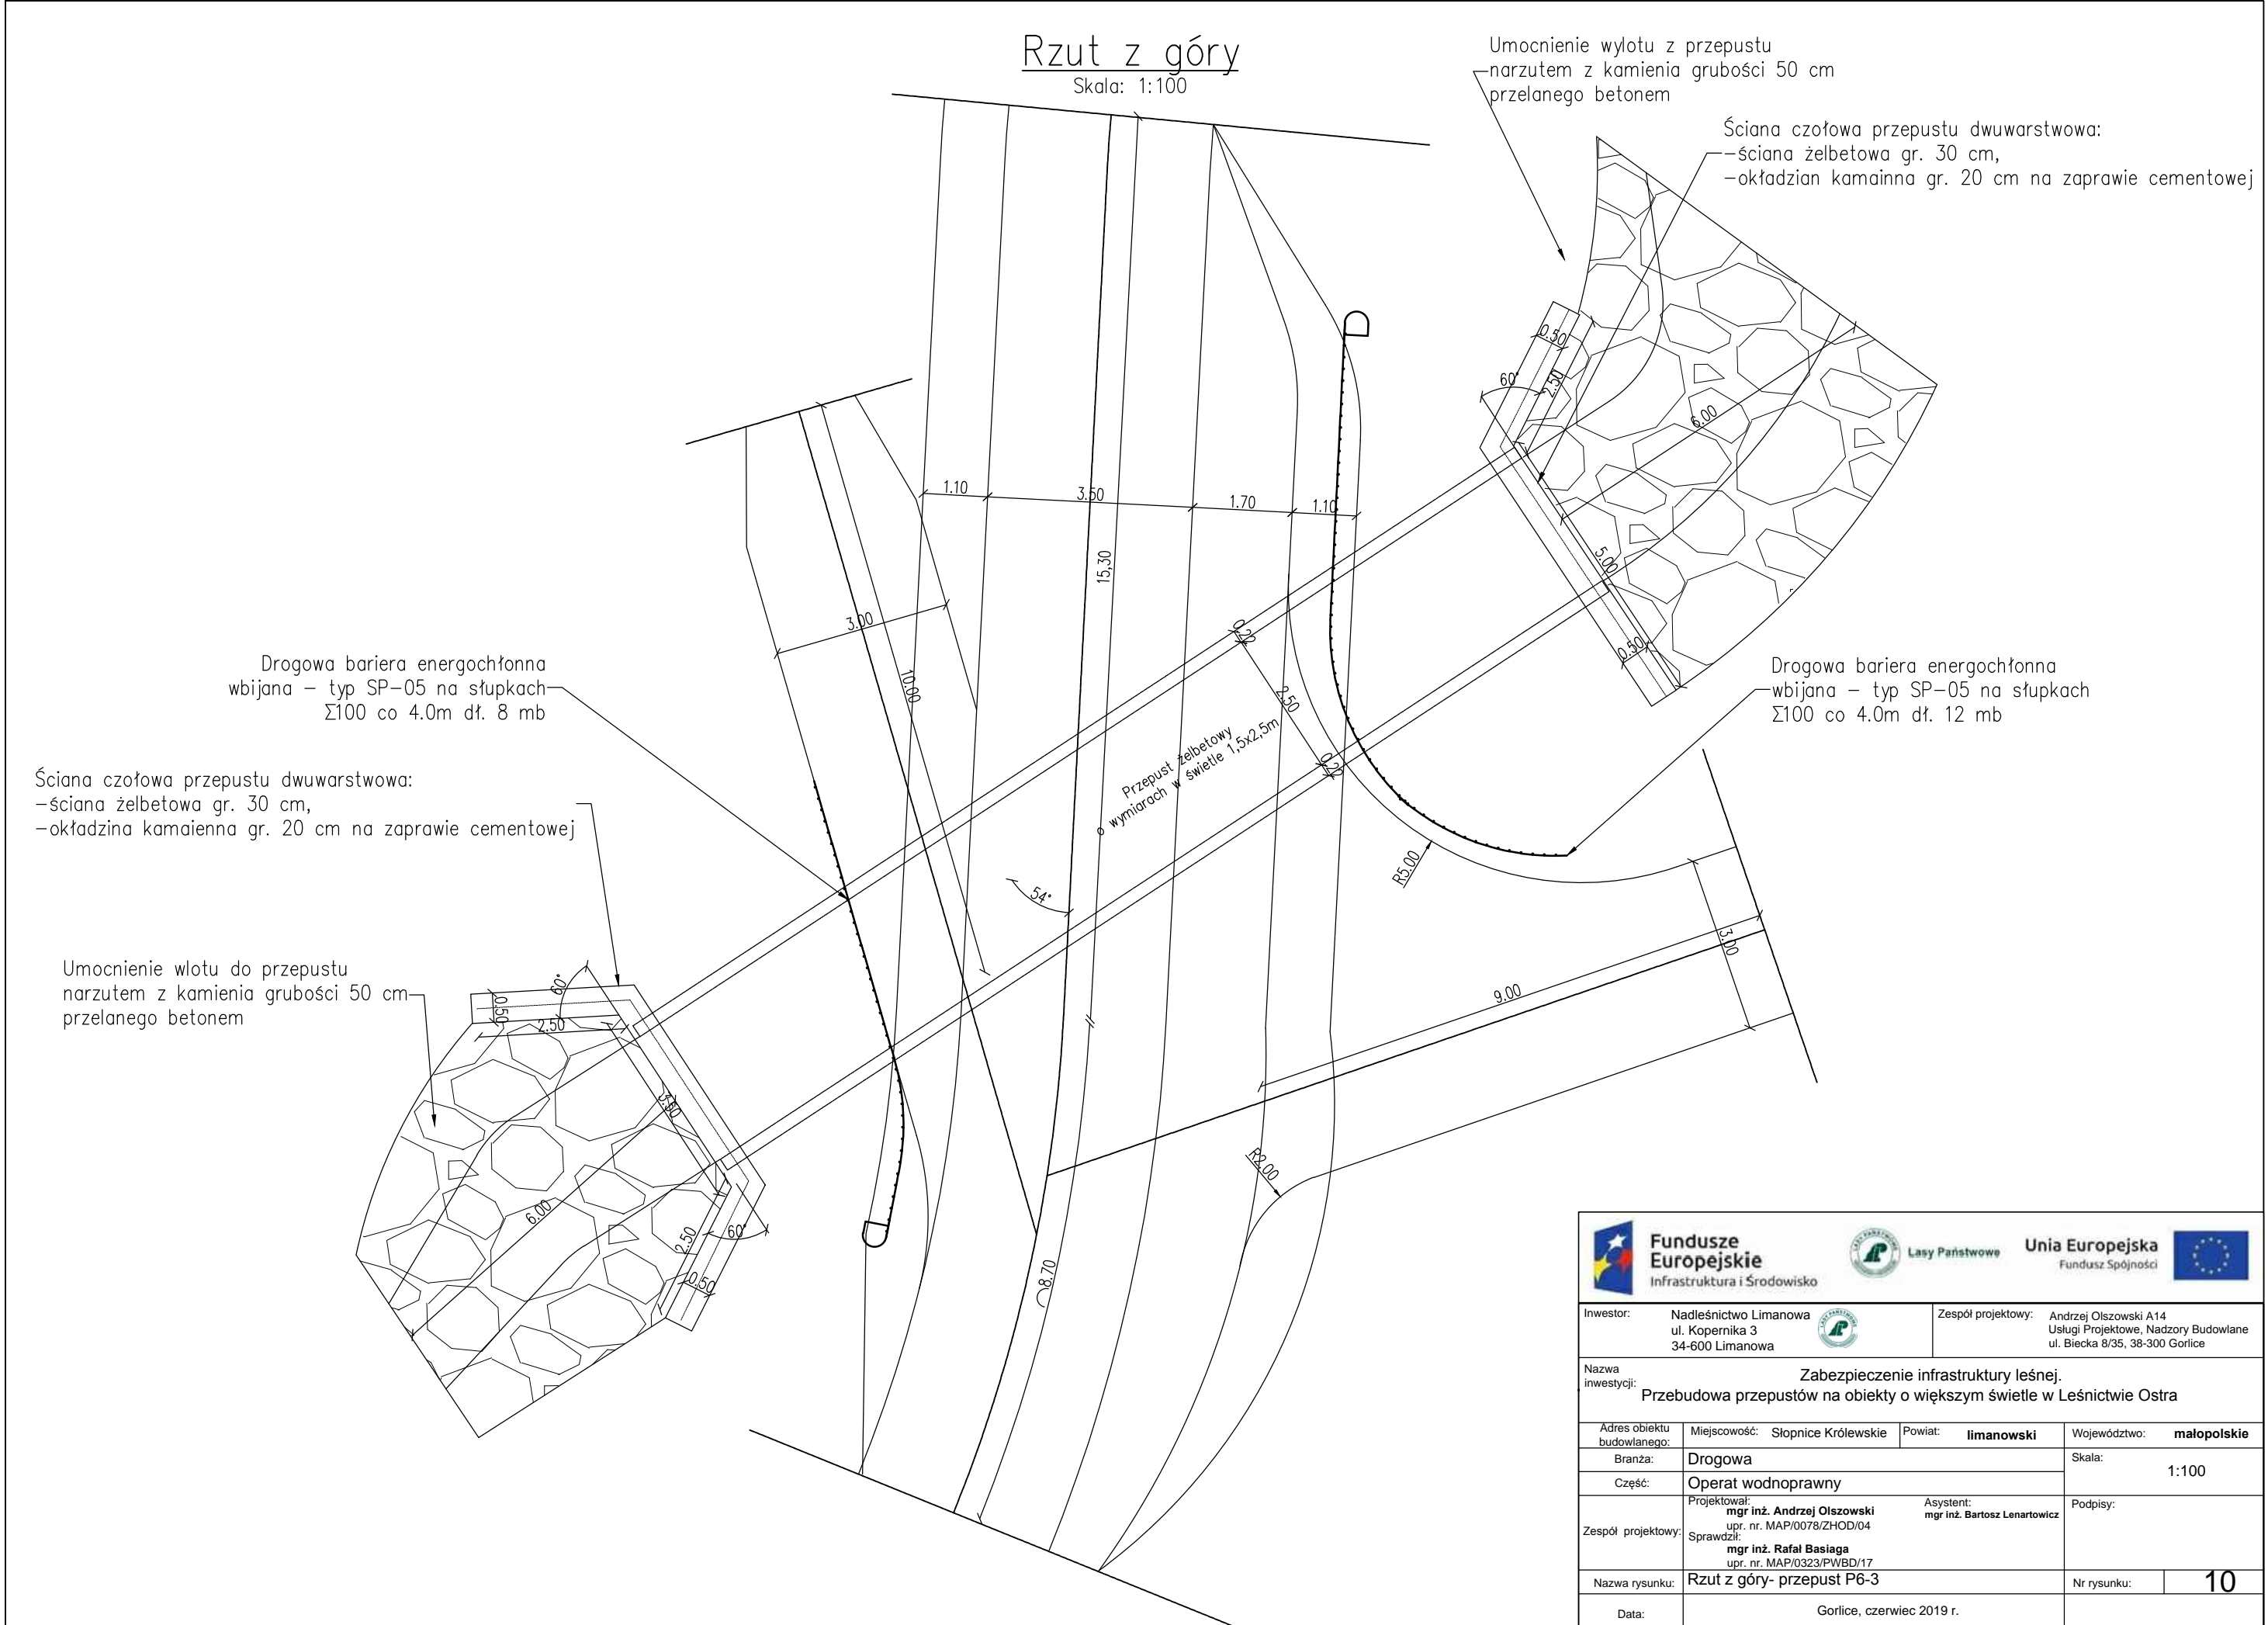 Rzut z góry
Skala: 1:100
Umocnienie wylotu z przepustu
narzutem z kamienia grubości 50 cm
przelanego betonem
Ściana czołowa przepustu dwuwarstwowa:
-ściana żelbetowa gr. 30 cm,
-okładzian kamainna gr. 20 cm na zaprawie cementowej
0.50
60°
2.50
6.00
5.00
0.50
1.10
3.50
1.70
1.10
15,30
3.00
10.00
0.22
2.50
0.22
Przepust żelbetowy
o wymiarach w świetle 1,5x2,5m
54°
Drogowa bariera energochłonna
wbijana - typ SP-05 na słupkach
Σ100 co 4.0m dł. 8 mb
Drogowa bariera energochłonna
wbijana - typ SP-05 na słupkach
Σ100 co 4.0m dł. 12 mb
Ściana czołowa przepustu dwuwarstwowa:
-ściana żelbetowa gr. 30 cm,
-okładzina kamaienna gr. 20 cm na zaprawie cementowej
R5.00
3.00
9.00
Umocnienie wlotu do przepustu
narzutem z kamienia grubości 50 cm
przelanego betonem
0.50
60°
2.50
6.00
2.50
60°
0.50
R2.00
8.70
Fundusze
Europejskie
Infrastruktura i Środowisko
Lasy Państwowe
Unia Europejska
Fundusz Spójności
Inwestor:
Nadleśnictwo Limanowa
ul. Kopernika 3
34-600 Limanowa
Zespół projektowy:
Andrzej Olszowski A14
Usługi Projektowe, Nadzory Budowlane
ul. Biecka 8/35, 38-300 Gorlice
Nazwa
inwestycji:
Zabezpieczenie infrastruktury leśnej.
Przebudowa przepustów na obiekty o większym świetle w Leśnictwie Ostra
Adres obiektu
budowlanego:
Miejscowość: Słopnice Królewskie
Powiat: limanowski
Województwo: małopolskie
Branża: Drogowa
Skala:
1:100
Część: Operat wodnoprawny
Zespół projektowy:
Projektował:
mgr inż. Andrzej Olszowski
upr. nr. MAP/0078/ZHOD/04
Sprawdził:
mgr inż. Rafał Basiaga
upr. nr. MAP/0323/PWBD/17
Asystent:
mgr inż. Bartosz Lenartowicz
Podpisy:
Nazwa rysunku: Rzut z góry- przepust P6-3
Nr rysunku: 10
Data: Gorlice, czerwiec 2019 r.